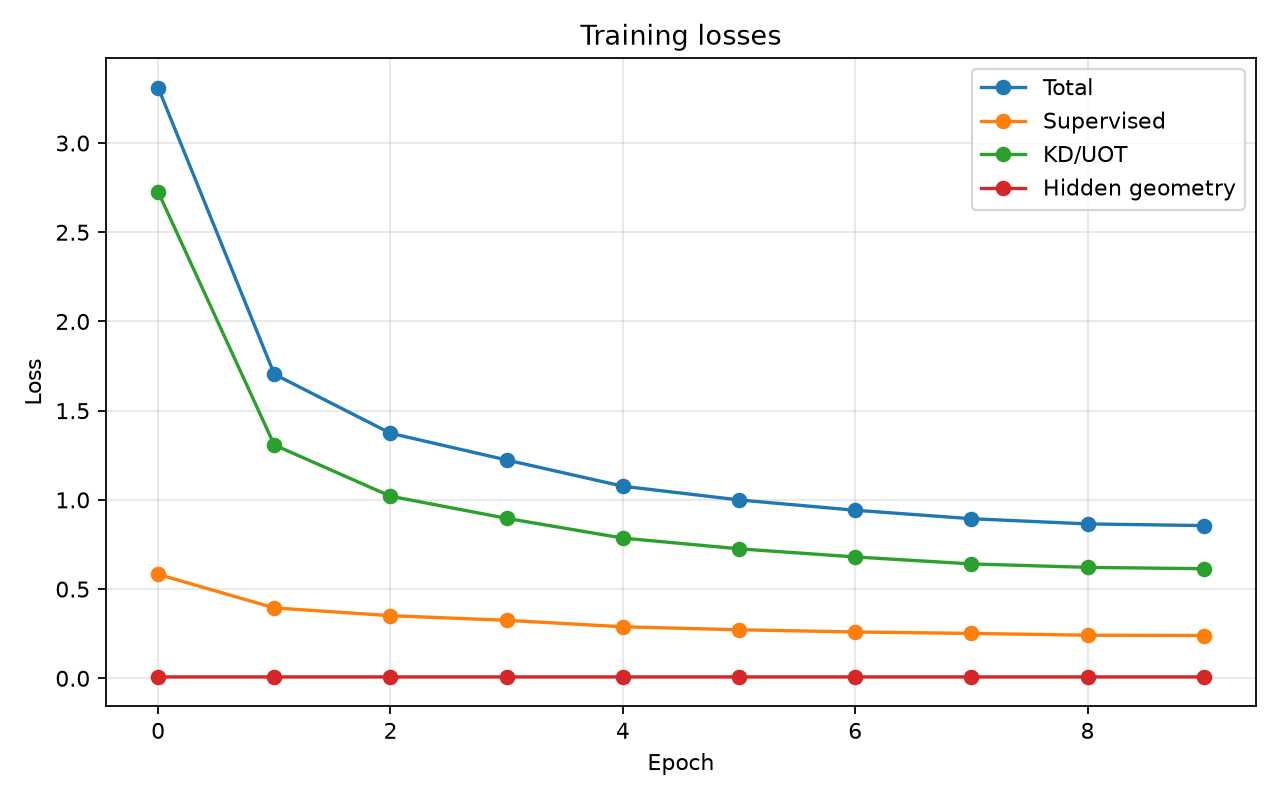 Training losses
Total
Supervised
KD/UOT
Hidden geometry
3.0
2.5
2.0
1.5
1.0
0.5
0.0
Loss
0 2 4 6 8
Epoch